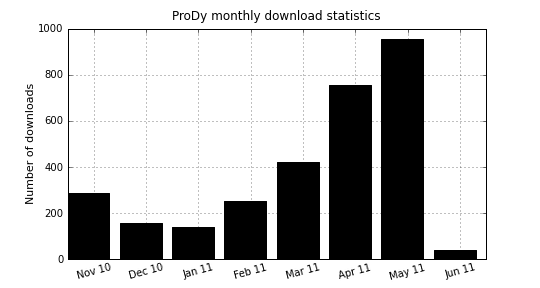 ProDy monthly download statistics
Number of downloads
1000
800
600
400
200
0
Nov 10
Dec 10
Jan 11
Feb 11
Mar 11
Apr 11
May 11
Jun 11